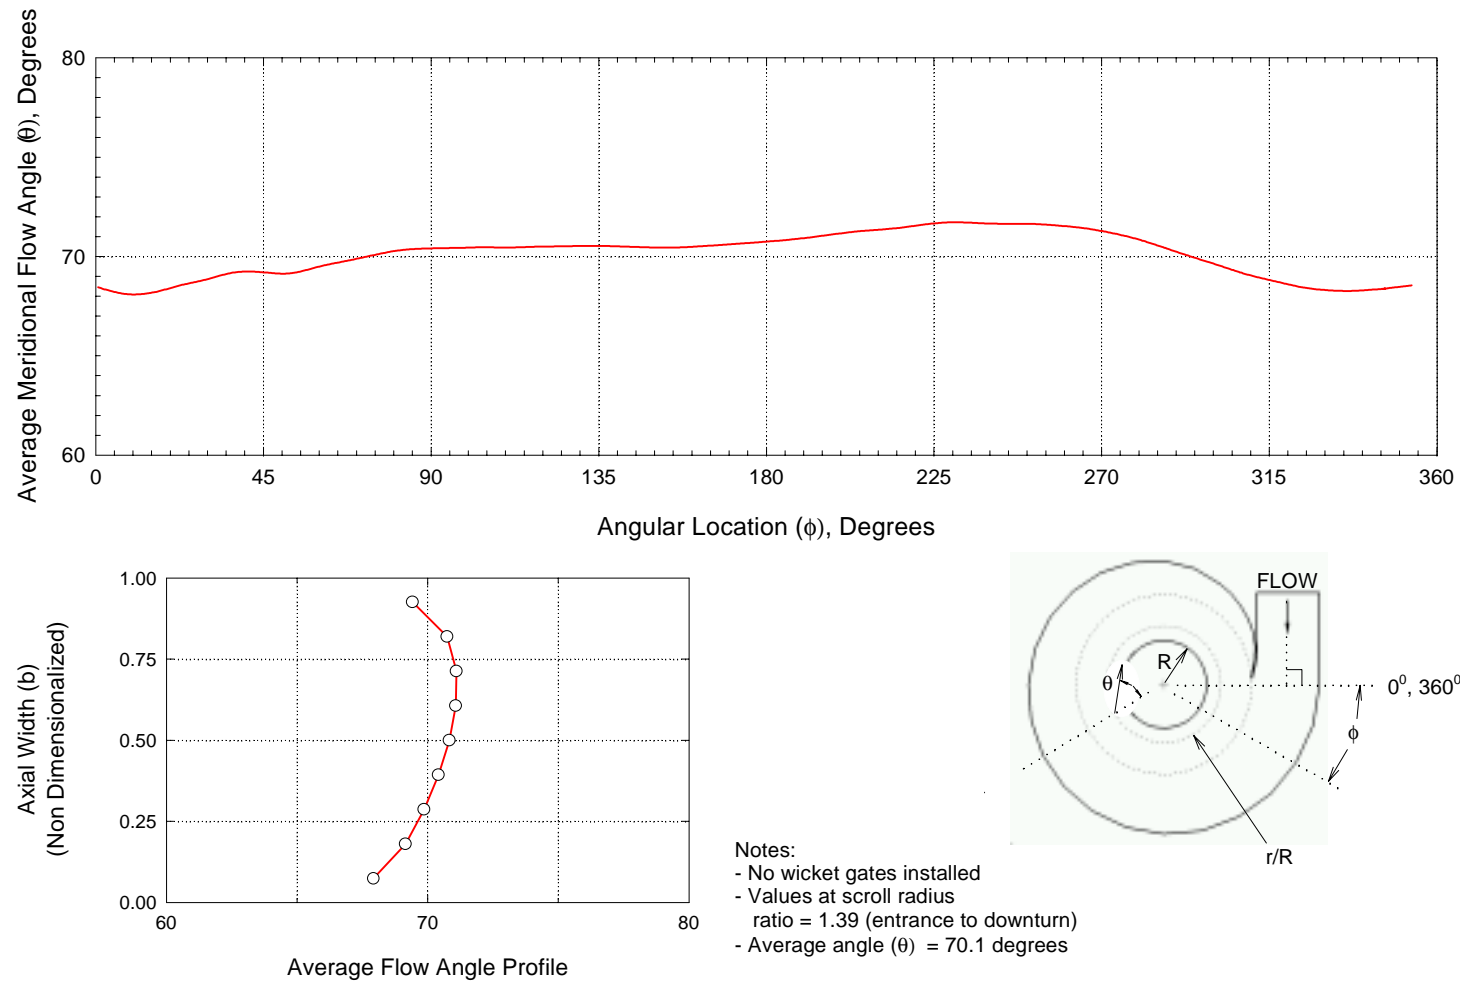 Average Meridional Flow Angle (θ), Degrees
80
70
60
0 45 90 135 180 225 270 315 360
Angular Location (ϕ), Degrees
Axial Width (b)
(Non Dimensionalized)
1.00
0.75
0.50
0.25
0.00
60 70 80
Average Flow Angle Profile
FLOW
R
θ
0⁰, 360⁰
ϕ
r/R
Notes:
- No wicket gates installed
- Values at scroll radius
ratio = 1.39 (entrance to downturn)
- Average angle (θ) = 70.1 degrees